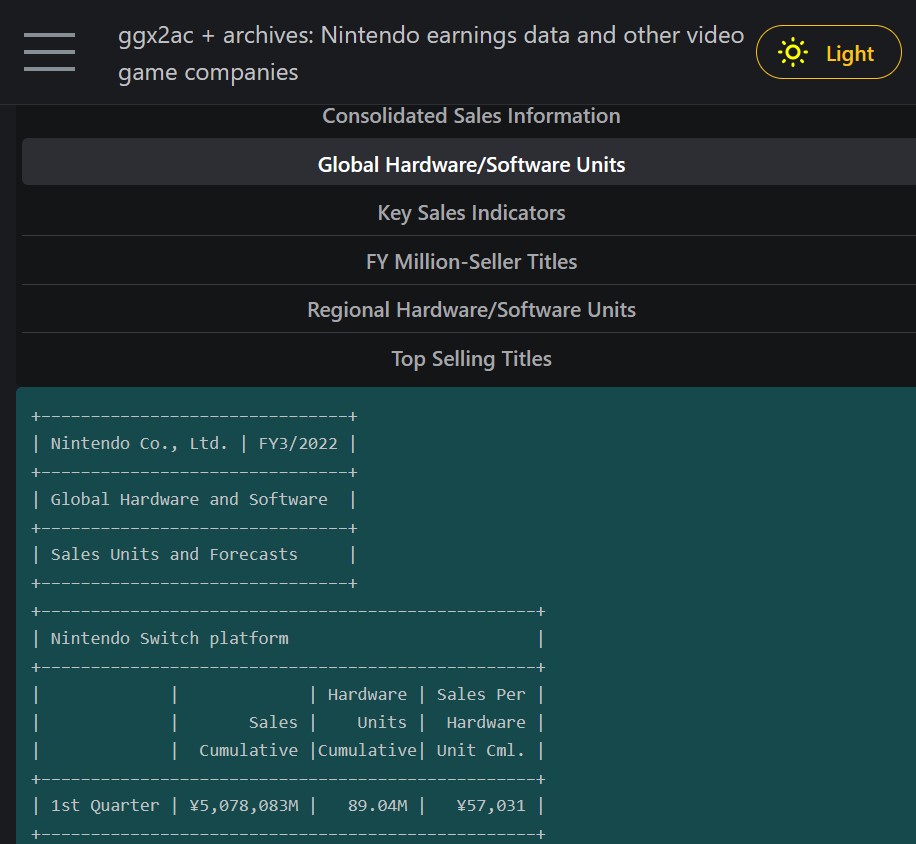 ggx2ac + archives: Nintendo earnings data and other video
game companies
Light
Consolidated Sales Information
Global Hardware/Software Units
Key Sales Indicators
FY Million-Seller Titles
Regional Hardware/Software Units
Top Selling Titles
+-------------------------------+
| Nintendo Co., Ltd. | FY3/2022 |
+-------------------------------+
| Global Hardware and Software  |
+-------------------------------+
| Sales Units and Forecasts     |
+-------------------------------+
+--------------------------------------------------+
| Nintendo Switch platform                         |
+--------------------------------------------------+
|             |             | Hardware | Sales Per |
|             |       Sales |    Units |  Hardware |
|             |  Cumulative |Cumulative| Unit Cml. |
+--------------------------------------------------+
| 1st Quarter | ¥5,078,083M |   89.04M |   ¥57,031 |
+--------------------------------------------------+